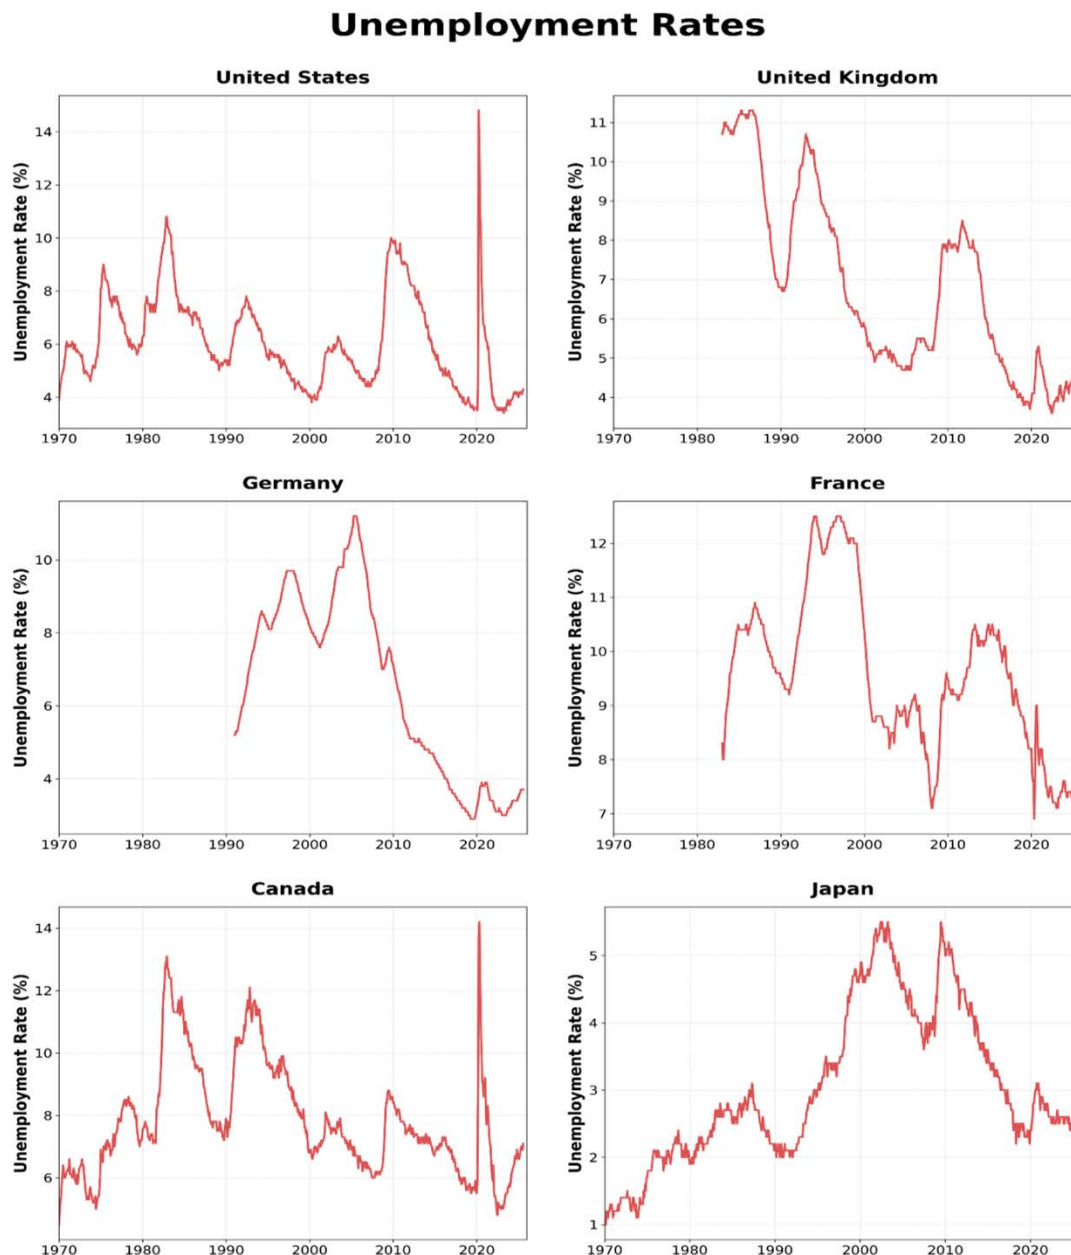 Unemployment Rates
United States
United Kingdom
Unemployment Rate (%)
14
12
10
8
6
4
1970 1980 1990 2000 2010 2020
Unemployment Rate (%)
11
10
9
8
7
6
5
4
1970 1980 1990 2000 2010 2020
Germany
France
Unemployment Rate (%)
10
8
6
4
1970 1980 1990 2000 2010 2020
Unemployment Rate (%)
12
11
10
9
8
7
1970 1980 1990 2000 2010 2020
Canada
Japan
Unemployment Rate (%)
14
12
10
8
6
1970 1980 1990 2000 2010 2020
Unemployment Rate (%)
5
4
3
2
1
1970 1980 1990 2000 2010 2020